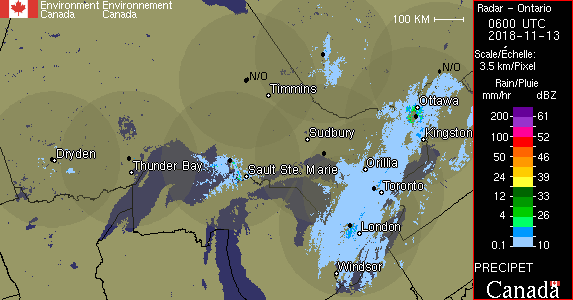 Environment Environnement
Canada Canada
100 KM
N/O
N/O
Timmins
Ottawa
Sudbury
Kingston
Dryden
Thunder Bay
Sault Ste. Marie
Orillia
Toronto
London
Windsor
Radar - Ontario
0600 UTC
2018-11-13
Scale/Échelle:
3.5 km/Pixel
Rain/Pluie
mm/hr dBZ
200 61
100 52
50 46
24 39
12 33
4 26
0.1 10
PRECIPET
Canada